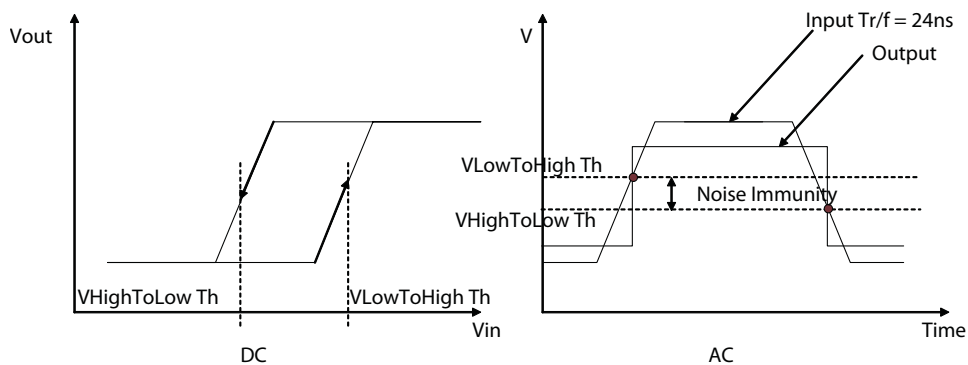 Vout
VHighToLow Th
VLowToHigh Th
Vin
DC
V
Input Tr/f = 24ns
Output
VLowToHigh Th
Noise Immunity
VHighToLow Th
Time
AC